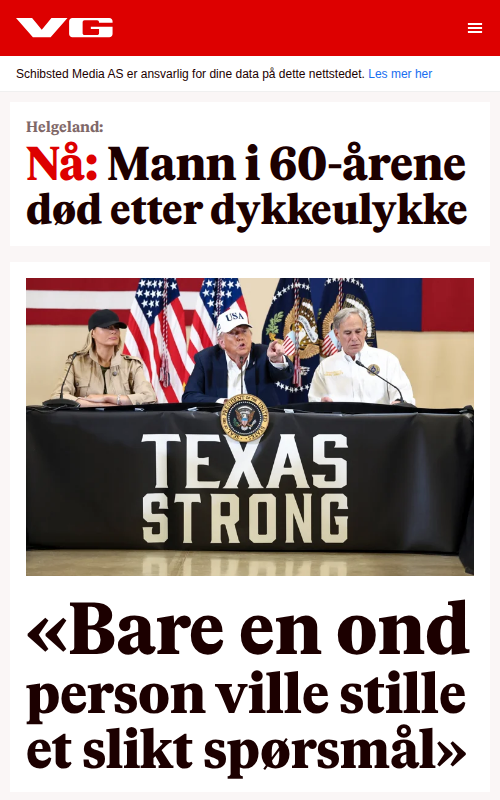 VG
Schibsted Media AS er ansvarlig for dine data på dette nettstedet. Les mer her
Helgeland:
Nå: Mann i 60-årene
død etter dykkeulykke
USA
TEXAS
STRONG
«Bare en ond
person ville stille
et slikt spørsmål»